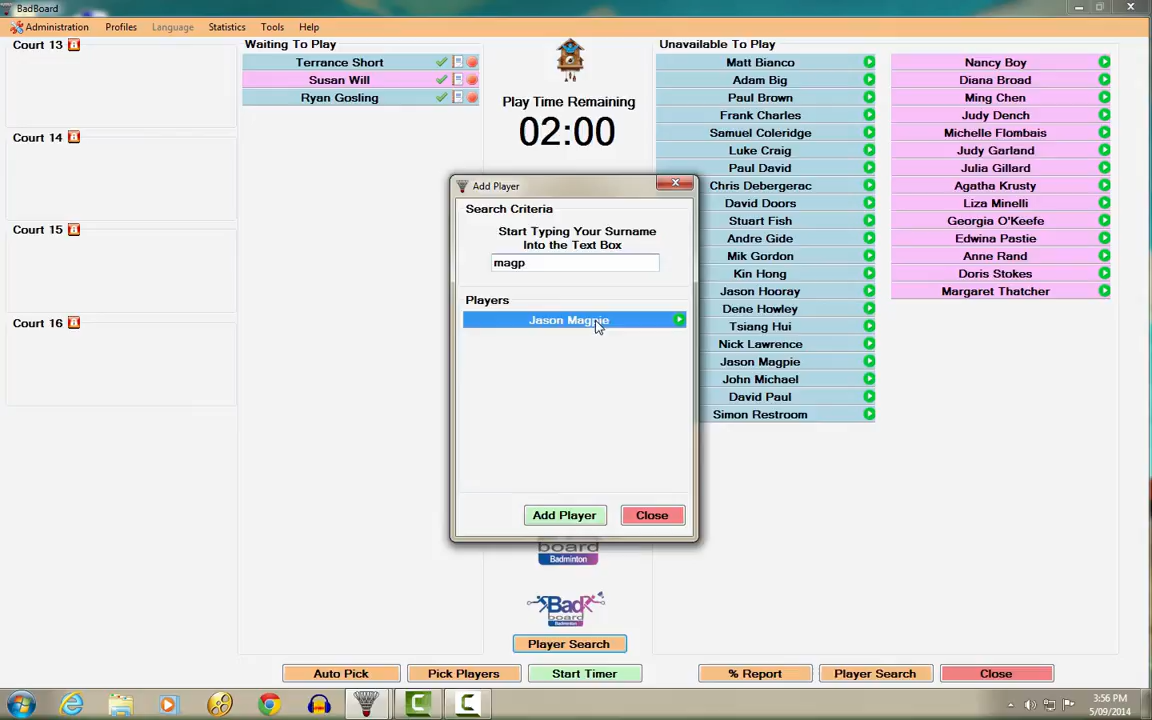 BadBoard
Administration Profiles Language Statistics Tools Help
Court 13
Court 14
Court 15
Court 16
Waiting To Play
Terrance Short
Susan Will
Ryan Gosling
Play Time Remaining
02:00
Add Player
Search Criteria
Start Typing Your Surname
Into the Text Box
magp
Players
Jason Magpie
Add Player Close
board
Badminton
Bad
board
Badminton
Player Search
Unavailable To Play
Matt Bianco
Adam Big
Paul Brown
Frank Charles
Samuel Coleridge
Luke Craig
Paul David
Chris Debergerac
David Doors
Stuart Fish
Andre Gide
Mik Gordon
Kin Hong
Jason Hooray
Dene Howley
Tsiang Hui
Nick Lawrence
Jason Magpie
John Michael
David Paul
Simon Restroom
Nancy Boy
Diana Broad
Ming Chen
Judy Dench
Michelle Flombais
Judy Garland
Julia Gillard
Agatha Krusty
Liza Minelli
Georgia O'Keefe
Edwina Pastie
Anne Rand
Doris Stokes
Margaret Thatcher
Auto Pick Pick Players Start Timer % Report Player Search Close
3:56 PM
5/09/2014